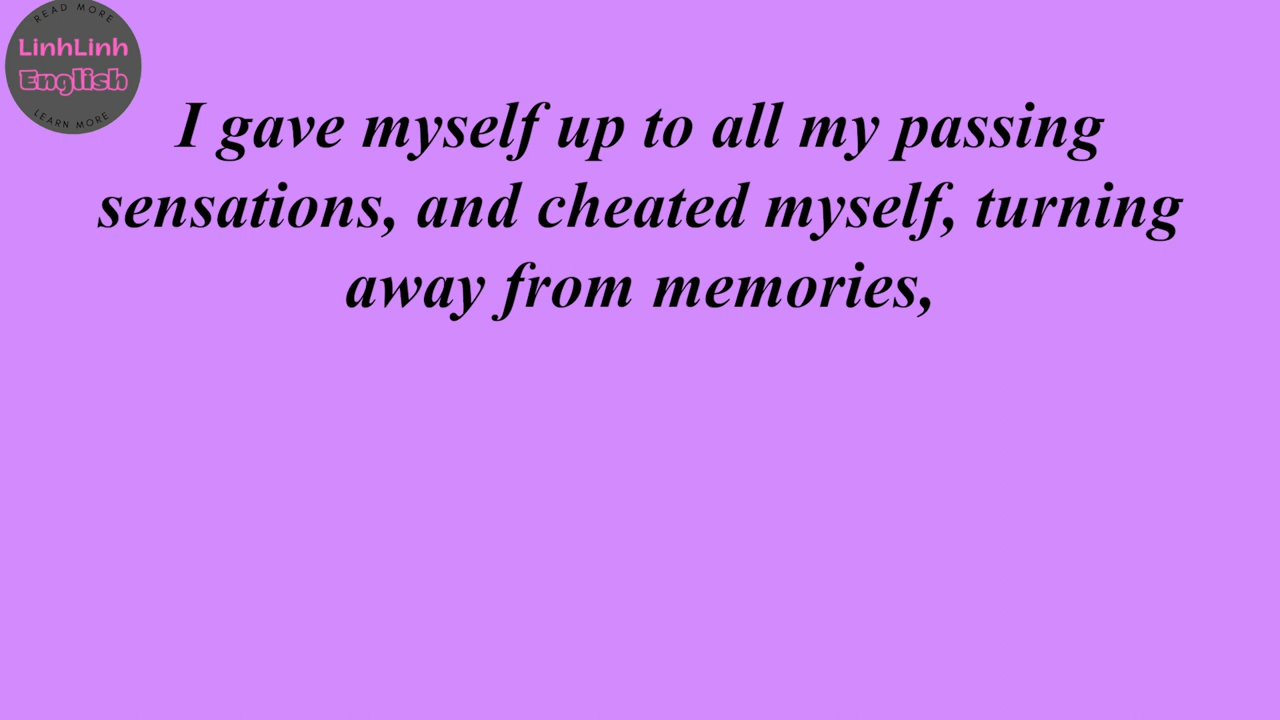 READ MORE
LinhLinh
English
LEARN MORE
I gave myself up to all my passing
sensations, and cheated myself, turning
away from memories,